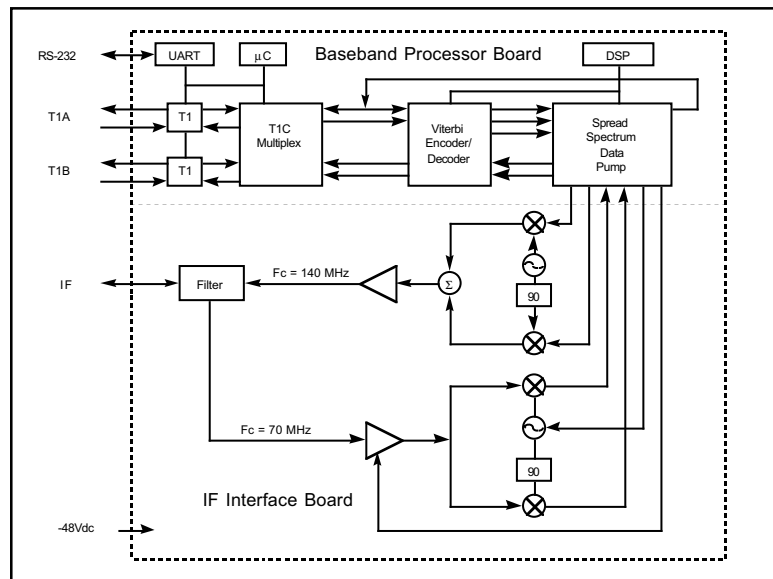 RS-232
UART
µC
Baseband Processor Board
DSP
T1A
T1
T1C
Multiplex
Viterbi
Encoder/
Decoder
Spread
Spectrum
Data
Pump
T1B
T1
IF
Filter
Fc = 140 MHz
Σ
90
Fc = 70 MHz
90
IF Interface Board
-48Vdc